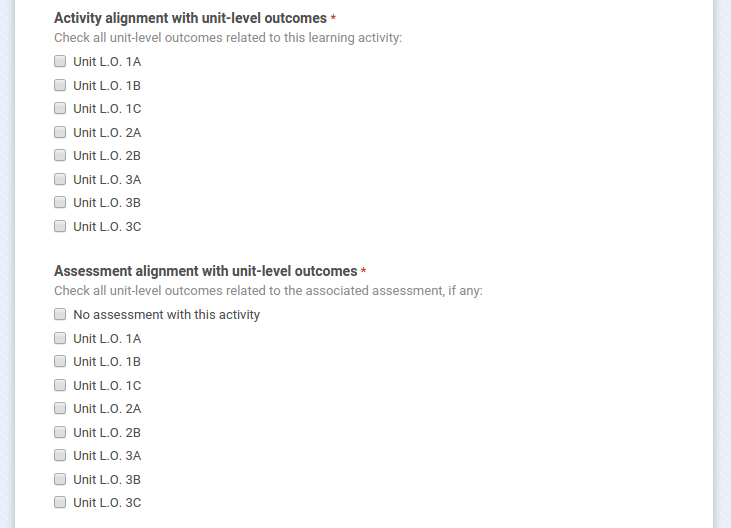 Activity alignment with unit-level outcomes *
Check all unit-level outcomes related to this learning activity:
Unit L.O. 1A
Unit L.O. 1B
Unit L.O. 1C
Unit L.O. 2A
Unit L.O. 2B
Unit L.O. 3A
Unit L.O. 3B
Unit L.O. 3C
Assessment alignment with unit-level outcomes *
Check all unit-level outcomes related to the associated assessment, if any:
No assessment with this activity
Unit L.O. 1A
Unit L.O. 1B
Unit L.O. 1C
Unit L.O. 2A
Unit L.O. 2B
Unit L.O. 3A
Unit L.O. 3B
Unit L.O. 3C